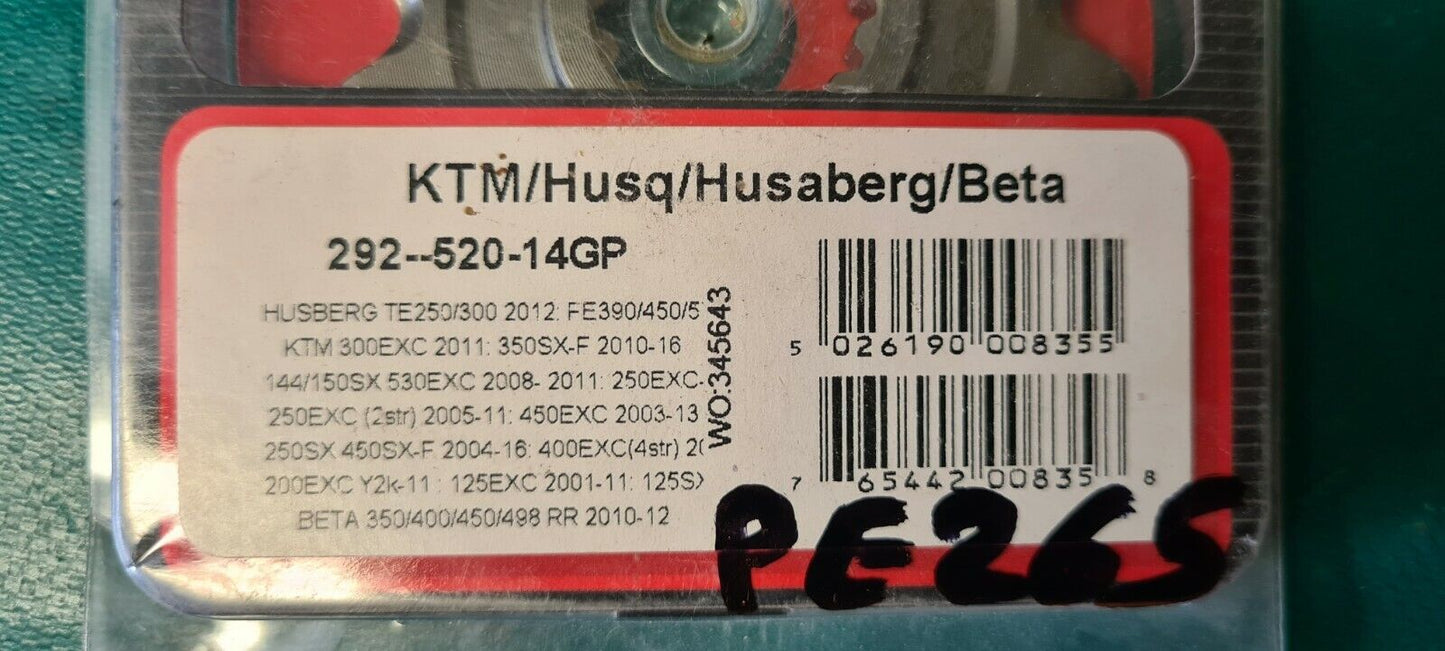 KTM/Husq/Husaberg/Beta
292--520-14GP
HUSBERG TE250/300 2012: FE390/450/5
KTM 300EXC 2011: 350SX-F 2010-16
144/150SX 530EXC 2008- 2011: 250EXC-
250EXC (2str) 2005-11: 450EXC 2003-13
250SX 450SX-F 2004-16: 400EXC(4str) 20
200EXC Y2k-11 : 125EXC 2001-11: 125SX
BETA 350/400/450/498 RR 2010-12
WO:345643
5 026190 008355
7 65442 00835 8
PE265